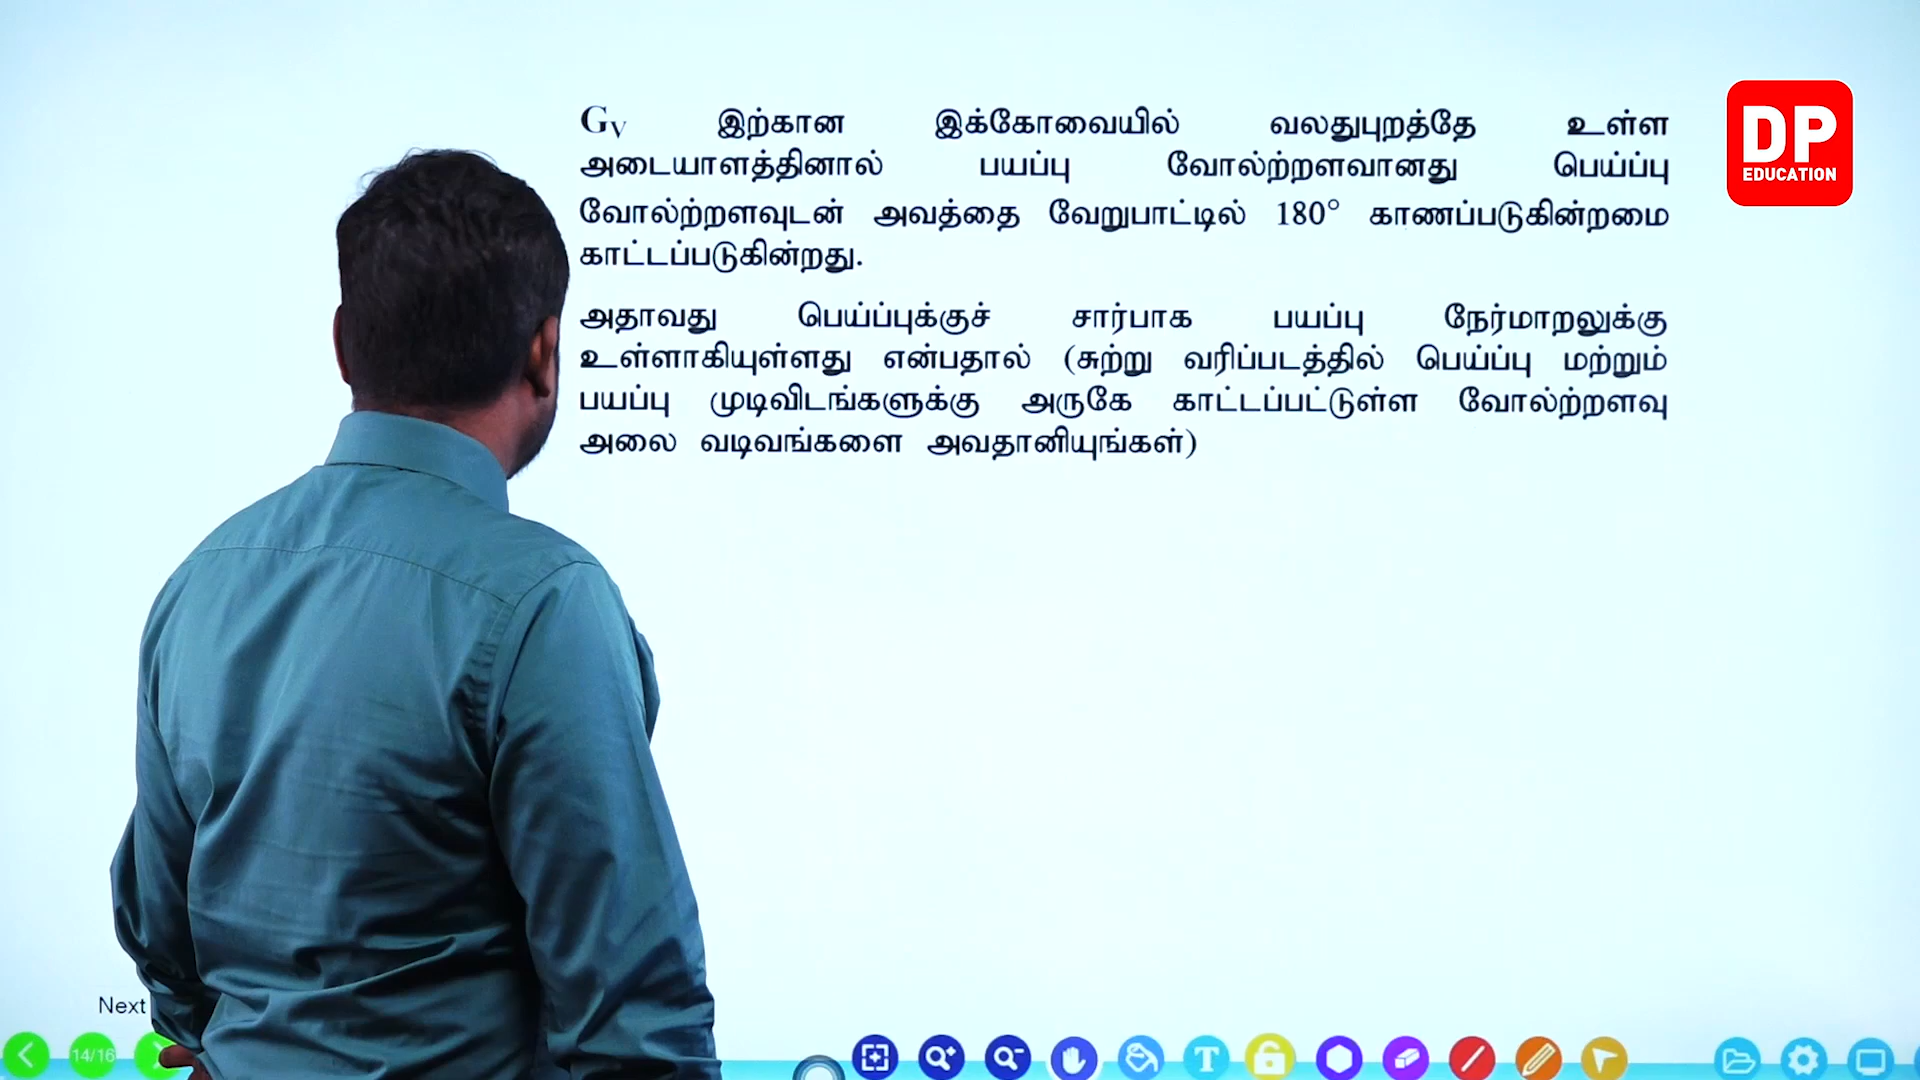 Gv இற்கான இக்கோவையில் வலதுபுறத்தே உள்ள
அடையாளத்தினால் பயப்பு வோல்ற்றளவானது பெய்ப்பு
வோல்ற்றளவுடன் அவத்தை வேறுபாட்டில் 180° காணப்படுகின்றமை
காட்டப்படுகின்றது.
அதாவது பெய்ப்புக்குச் சார்பாக பயப்பு நேர்மாறலுக்கு
உள்ளாகியுள்ளது என்பதால் (சுற்று வரிப்படத்தில் பெய்ப்பு மற்றும்
பயப்பு முடிவிடங்களுக்கு அருகே காட்டப்பட்டுள்ள வோல்ற்றளவு
அலை வடிவங்களை அவதானியுங்கள்)
DP
EDUCATION
Next
14/16
T